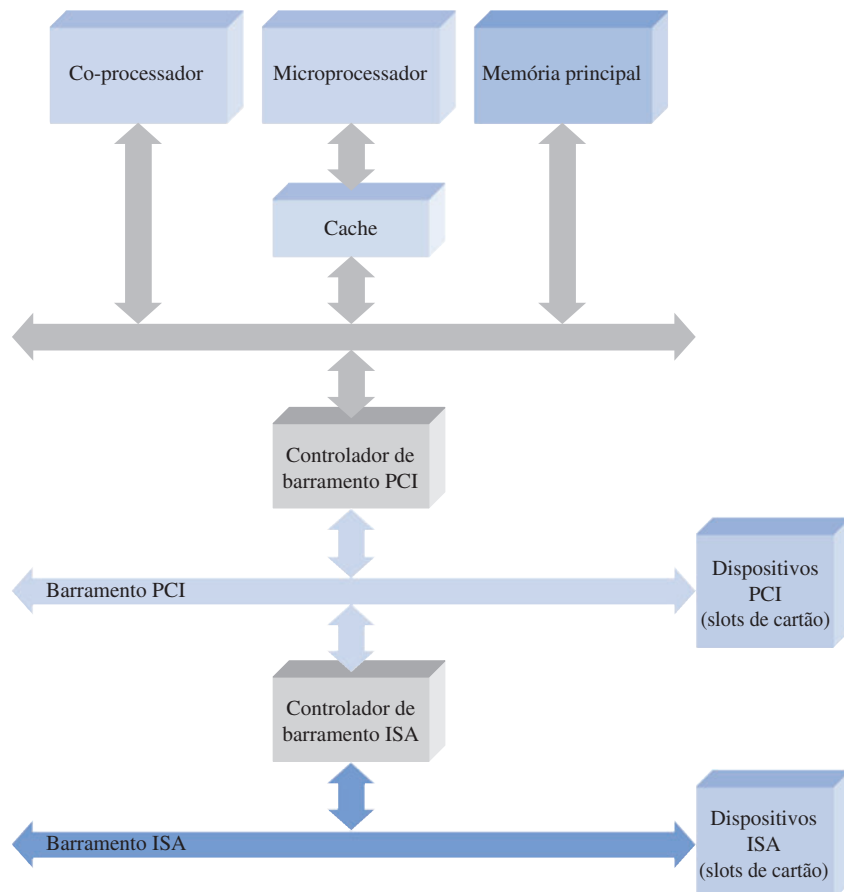 Co-processador
Microprocessador
Memória principal
Cache
Controlador de
barramento PCI
Barramento PCI
Dispositivos
PCI
(slots de cartão)
Controlador de
barramento ISA
Barramento ISA
Dispositivos
ISA
(slots de cartão)